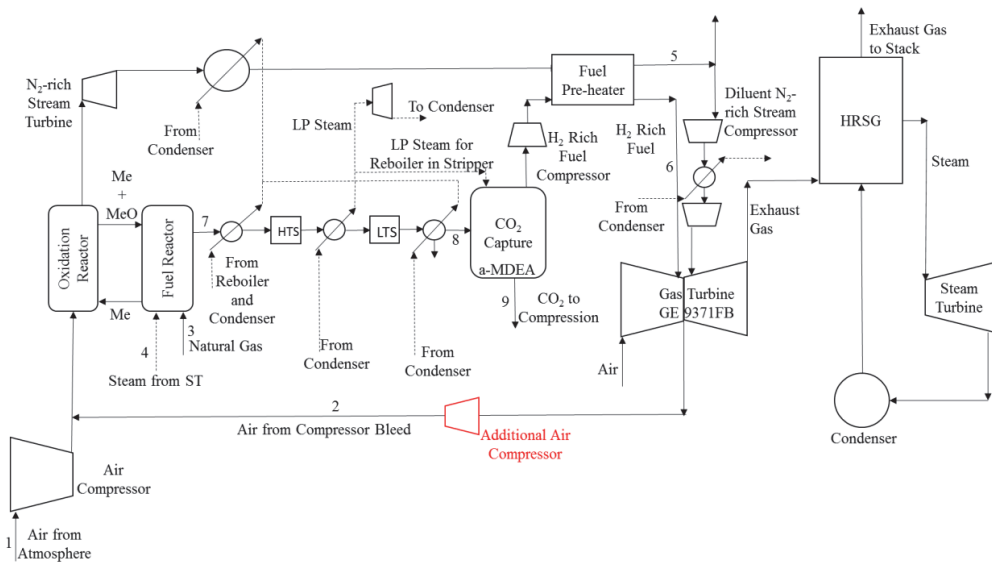 Exhaust Gas
to Stack
N₂-rich
Stream
Turbine
5
Fuel
Pre-heater
Diluent N₂-
rich Stream
Compressor
HRSG
To Condenser
LP Steam
From
Condenser
LP Steam for
Reboiler in Stripper
H₂ Rich
Fuel
Compressor
H₂ Rich
Fuel
6
Steam
Me
+
MeO
Oxidation
Reactor
Fuel Reactor
7
HTS
LTS
8
CO₂
Capture
a-MDEA
From
Condenser
Exhaust
Gas
From
Reboiler
and
Condenser
Me
3
Natural Gas
4
Steam from ST
9
CO₂ to
Compression
Gas Turbine
GE 9371FB
Steam
Turbine
From
Condenser
From
Condenser
Air
2
Air from Compressor Bleed
Additional Air
Compressor
Condenser
Air
Compressor
1
Air from
Atmosphere